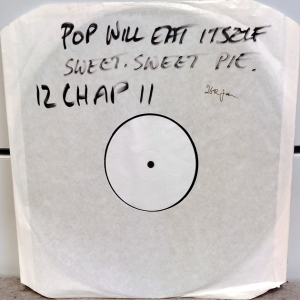 POP WILL EAT ITSELF
SWEET. SWEET PIE.
12 CHAP 11